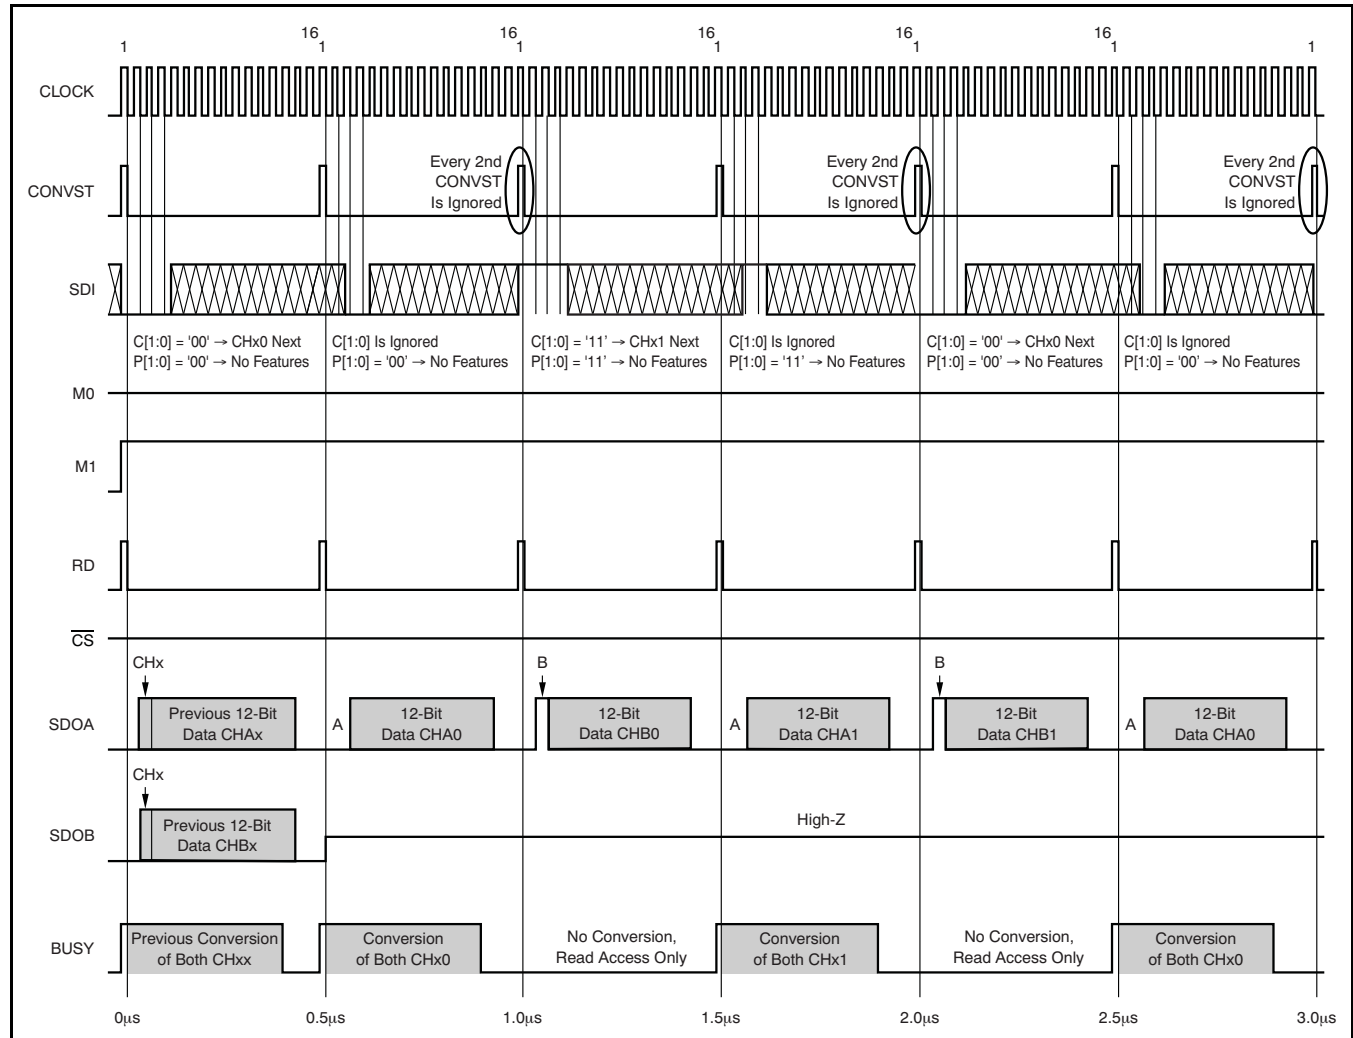 16 16 16 16 16
1 1 1 1 1 1 1
CLOCK
Every 2nd Every 2nd Every 2nd
CONVST CONVST CONVST CONVST
Is Ignored Is Ignored Is Ignored
SDI
C[1:0] = '00' → CHx0 Next C[1:0] Is Ignored C[1:0] = '11' → CHx1 Next C[1:0] Is Ignored C[1:0] = '00' → CHx0 Next C[1:0] Is Ignored
P[1:0] = '00' → No Features P[1:0] = '00' → No Features P[1:0] = '11' → No Features P[1:0] = '11' → No Features P[1:0] = '00' → No Features P[1:0] = '00' → No Features
M0
M1
RD
CS
CHx B B
SDOA Previous 12-Bit A 12-Bit 12-Bit A 12-Bit 12-Bit A 12-Bit
Data CHAx Data CHA0 Data CHB0 Data CHA1 Data CHB1 Data CHA0
CHx
High-Z
SDOB Previous 12-Bit
Data CHBx
BUSY Previous Conversion Conversion No Conversion, Conversion No Conversion, Conversion
of Both CHxx of Both CHx0 Read Access Only of Both CHx1 Read Access Only of Both CHx0
0µs 0.5µs 1.0µs 1.5µs 2.0µs 2.5µs 3.0µs